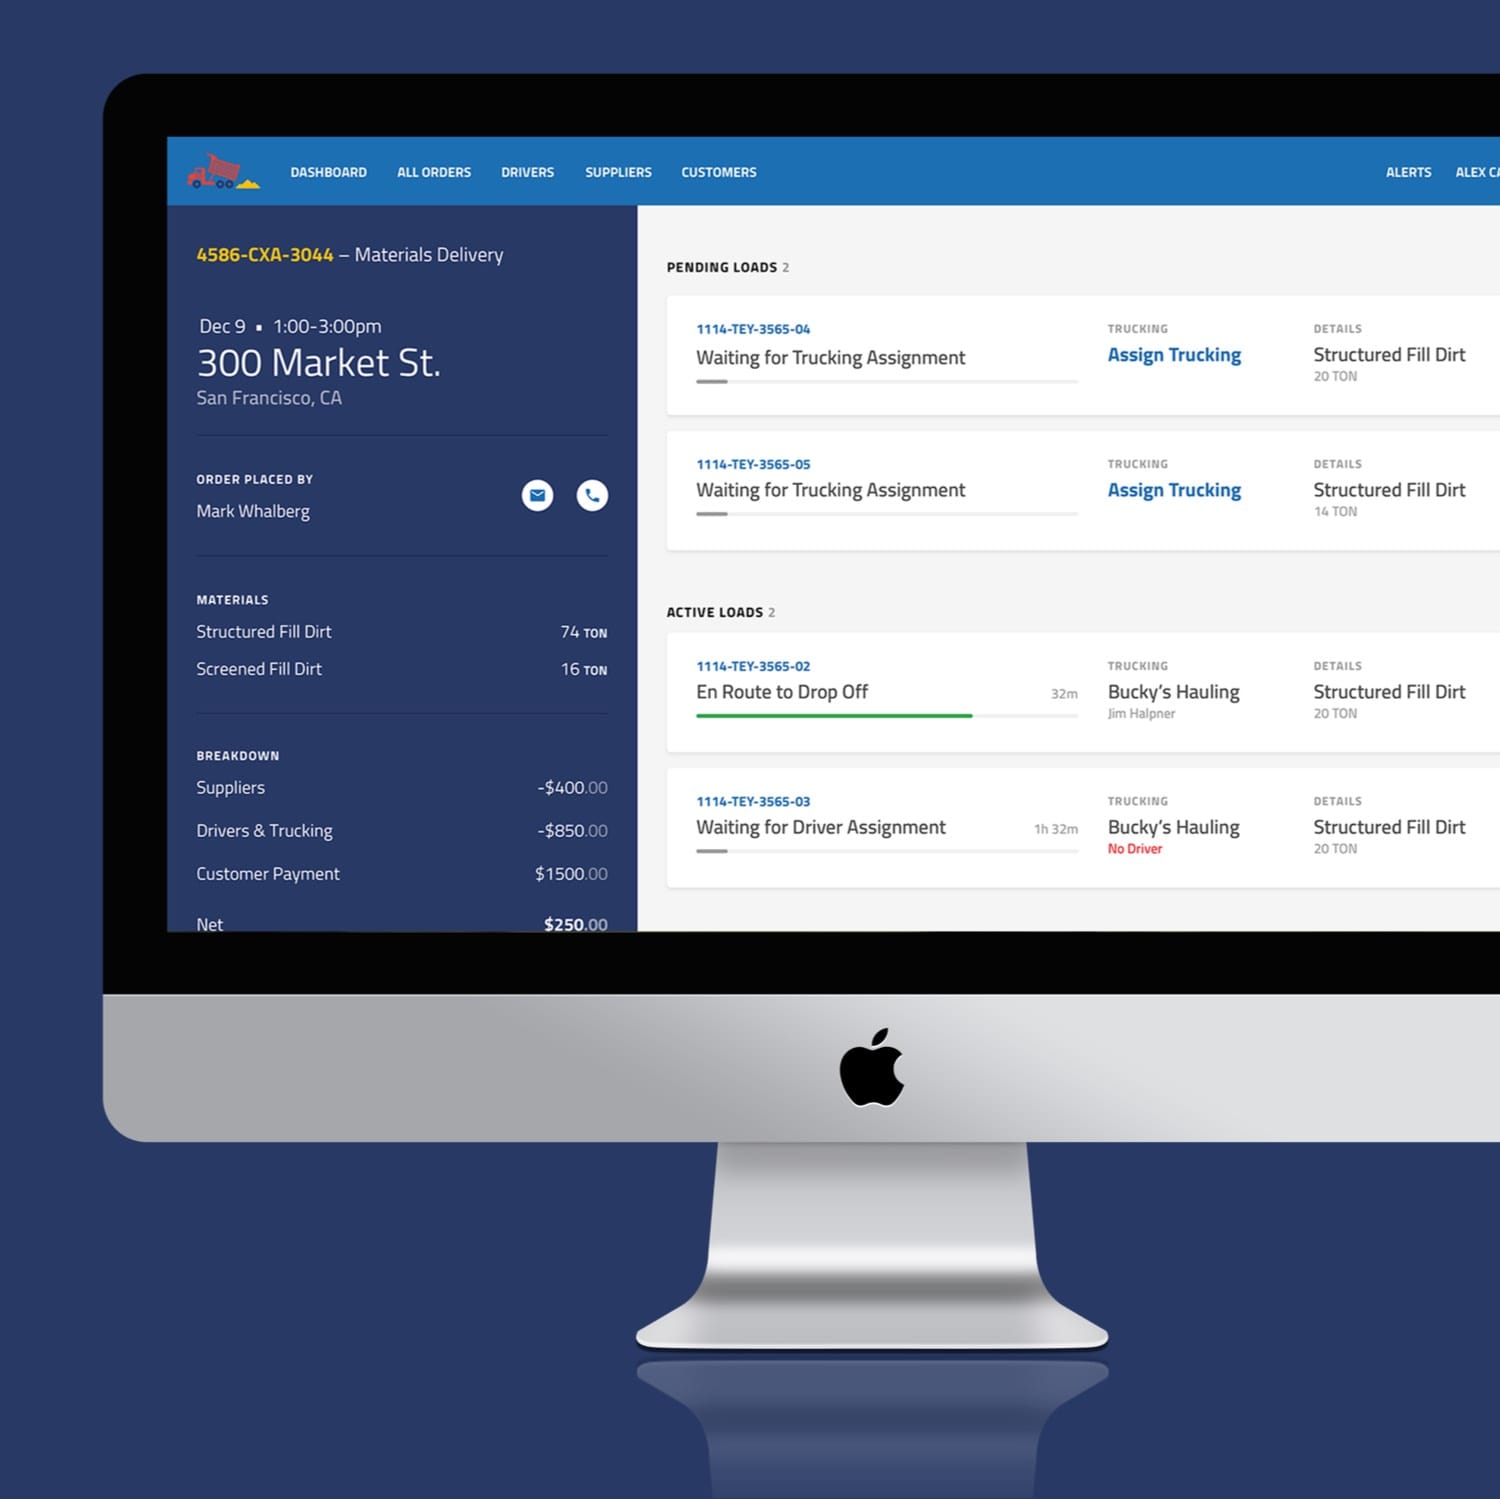 DASHBOARD ALL ORDERS DRIVERS SUPPLIERS CUSTOMERS ALERTS ALEX
4586-CXA-3044 – Materials Delivery
Dec 9 ▪ 1:00-3:00pm
300 Market St.
San Francisco, CA
ORDER PLACED BY
Mark Whalberg
MATERIALS
Structured Fill Dirt 74 TON
Screened Fill Dirt 16 TON
BREAKDOWN
Suppliers -$400.00
Drivers & Trucking -$850.00
Customer Payment $1500.00
Net $250.00
PENDING LOADS 2
1114-TEY-3565-04 TRUCKING DETAILS
Waiting for Trucking Assignment Assign Trucking Structured Fill Dirt
20 TON
1114-TEY-3565-05 TRUCKING DETAILS
Waiting for Trucking Assignment Assign Trucking Structured Fill Dirt
14 TON
ACTIVE LOADS 2
1114-TEY-3565-02 TRUCKING DETAILS
En Route to Drop Off 32m Bucky’s Hauling Structured Fill Dirt
Jim Halpner 20 TON
1114-TEY-3565-03 TRUCKING DETAILS
Waiting for Driver Assignment 1h 32m Bucky’s Hauling Structured Fill Dirt
No Driver 20 TON